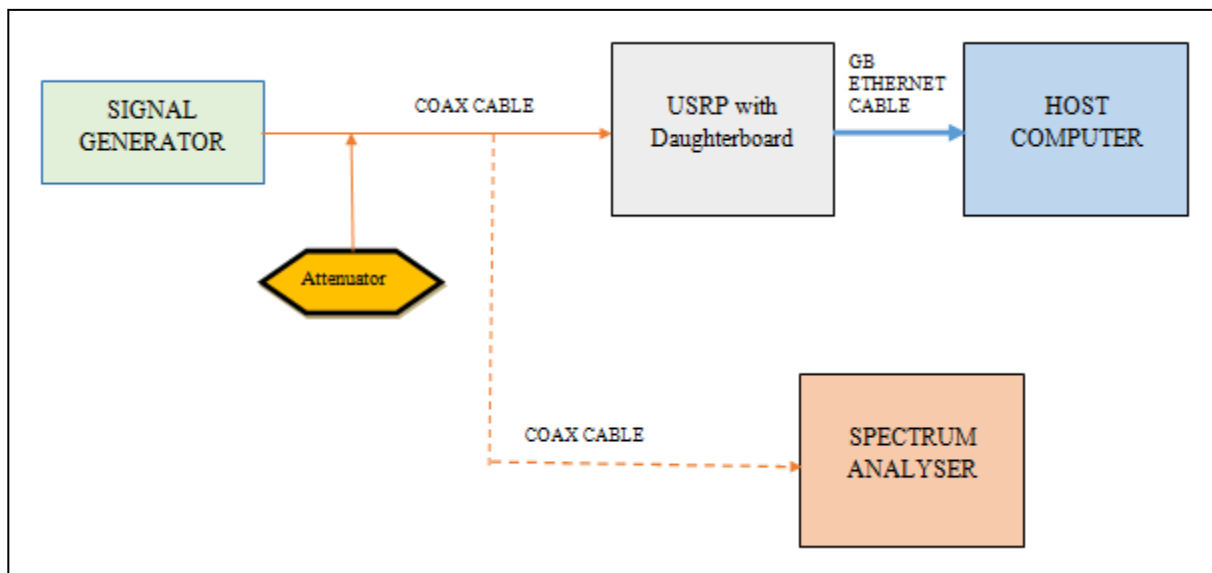 SIGNAL
GENERATOR
COAX CABLE
USRP with
Daughterboard
GB
ETHERNET
CABLE
HOST
COMPUTER
Attenuator
COAX CABLE
SPECTRUM
ANALYSER